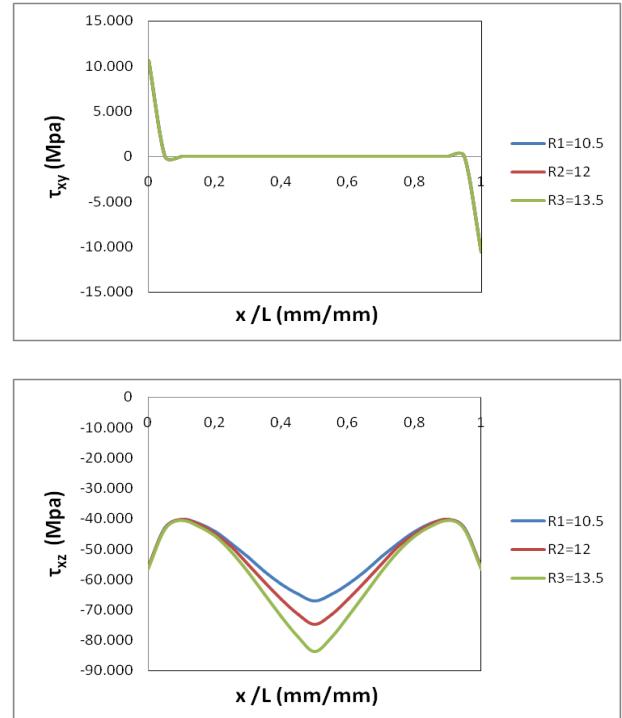 15.000
10.000
5.000
0
-5.000
-10.000
-15.000
τxy (Mpa)
0 0,2 0,4 0,6 0,8 1
x /L (mm/mm)
R1=10.5
R2=12
R3=13.5
0
-10.000
-20.000
-30.000
-40.000
-50.000
-60.000
-70.000
-80.000
-90.000
τxz (Mpa)
0 0,2 0,4 0,6 0,8 1
x /L (mm/mm)
R1=10.5
R2=12
R3=13.5